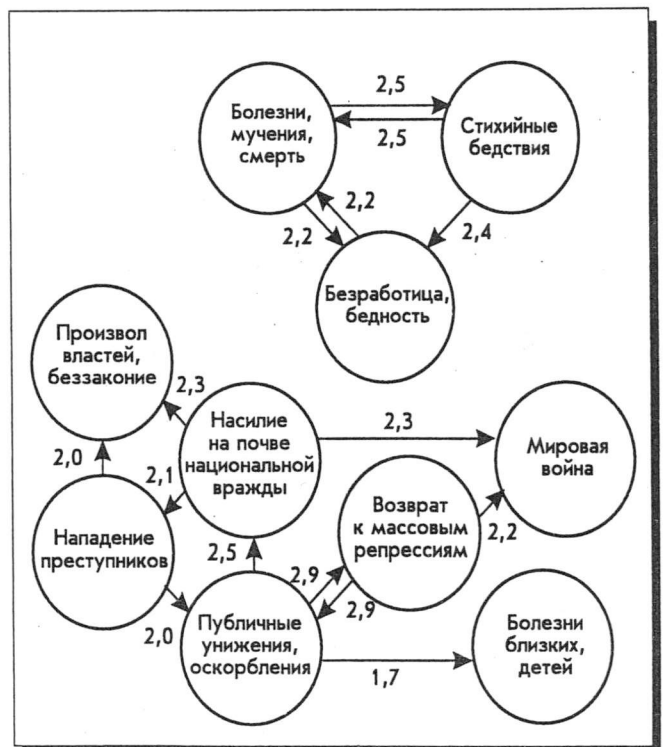 2,5
Болезни,
мучения,
смерть
Стихийные
бедствия
2,5
2,2
2,2
2,4
Безработица,
бедность
Произвол
властей,
беззаконие
2,3
Насилие
на почве
национальной
вражды
2,3
Мировая
война
2,0
2,1
Возврат
к массовым
репрессиям
2,2
Нападение
преступников
2,5
2,9
2,9
2,0
Публичные
унижения,
оскорбления
1,7
Болезни
близких,
детей